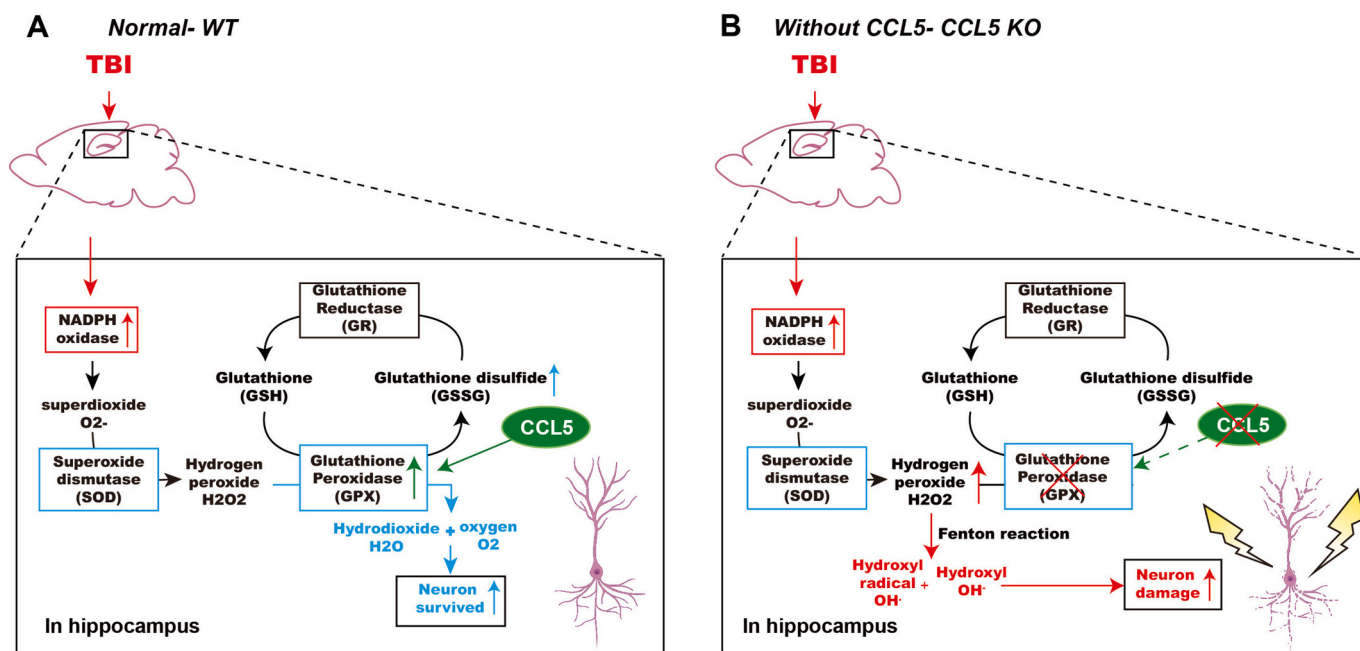 A Normal- WT
TBI
NADPH
oxidase
superdioxide
O2-
Superoxide
dismutase
(SOD)
Hydrogen
peroxide
H2O2
Glutathione
Reductase
(GR)
Glutathione
(GSH)
Glutathione disulfide
(GSSG)
CCL5
Glutathione
Peroxidase
(GPX)
Hydrodioxide + oxygen
H2O O2
Neuron
survived
In hippocampus
B Without CCL5- CCL5 KO
TBI
NADPH
oxidase
superdioxide
O2-
Superoxide
dismutase
(SOD)
Hydrogen
peroxide
H2O2
Glutathione
Reductase
(GR)
Glutathione
(GSH)
Glutathione disulfide
(GSSG)
CCL5
Glutathione
Peroxidase
(GPX)
Fenton reaction
Hydroxyl
radical +
OH·
Hydroxyl
OH-
Neuron
damage
In hippocampus